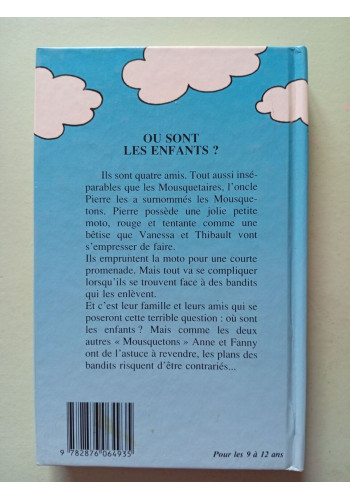 OU SONT
LES ENFANTS ?
Ils sont quatre amis. Tout aussi insé-
parables que les Mousquetaires, l'oncle
Pierre les a surnommés les Mousque-
tons. Pierre possède une jolie petite
moto, rouge et tentante comme une
bêtise que Vanessa et Thibault vont
s'empresser de faire.
Ils empruntent la moto pour une courte
promenade. Mais tout va se compliquer
lorsqu'ils se trouvent face à des bandits
qui les enlèvent.
Et c'est leur famille et leurs amis qui se
poseront cette terrible question : où sont
les enfants ? Mais comme les deux
autres « Mousquetons » Anne et Fanny
ont de l'astuce à revendre, les plans des
bandits risquent d'être contrariés...
9 782876 064935
Pour les 9 à 12 ans